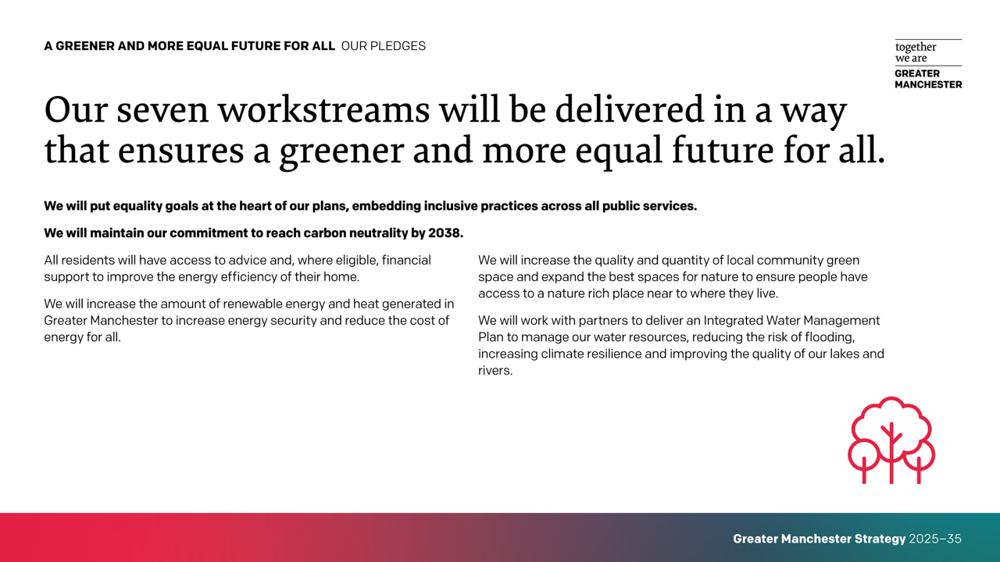 A GREENER AND MORE EQUAL FUTURE FOR ALL OUR PLEDGES
together
we are
GREATER
MANCHESTER
Our seven workstreams will be delivered in a way
that ensures a greener and more equal future for all.
We will put equality goals at the heart of our plans, embedding inclusive practices across all public services.
We will maintain our commitment to reach carbon neutrality by 2038.
All residents will have access to advice and, where eligible, financial
support to improve the energy efficiency of their home.
We will increase the amount of renewable energy and heat generated in
Greater Manchester to increase energy security and reduce the cost of
energy for all.
We will increase the quality and quantity of local community green
space and expand the best spaces for nature to ensure people have
access to a nature rich place near to where they live.
We will work with partners to deliver an Integrated Water Management
Plan to manage our water resources, reducing the risk of flooding,
increasing climate resilience and improving the quality of our lakes and
rivers.
Greater Manchester Strategy 2025–35